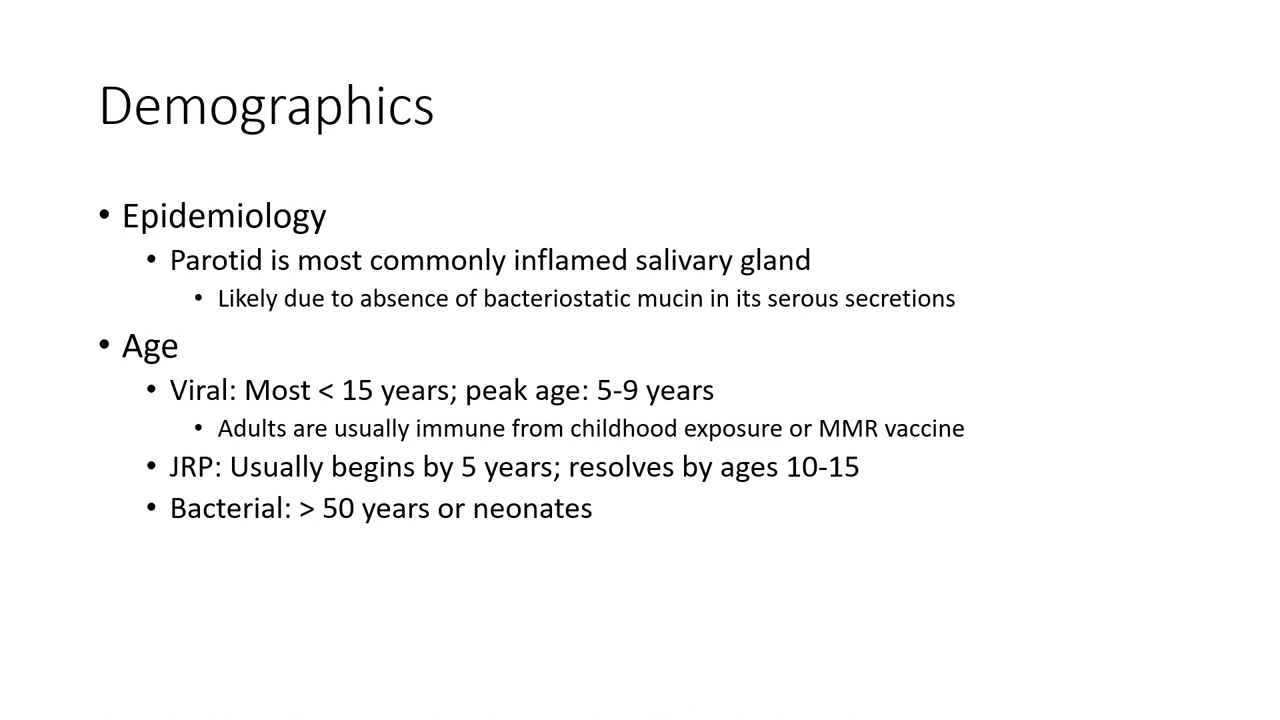 Demographics
• Epidemiology
• Parotid is most commonly inflamed salivary gland
• Likely due to absence of bacteriostatic mucin in its serous secretions
• Age
• Viral: Most < 15 years; peak age: 5-9 years
• Adults are usually immune from childhood exposure or MMR vaccine
• JRP: Usually begins by 5 years; resolves by ages 10-15
• Bacterial: > 50 years or neonates